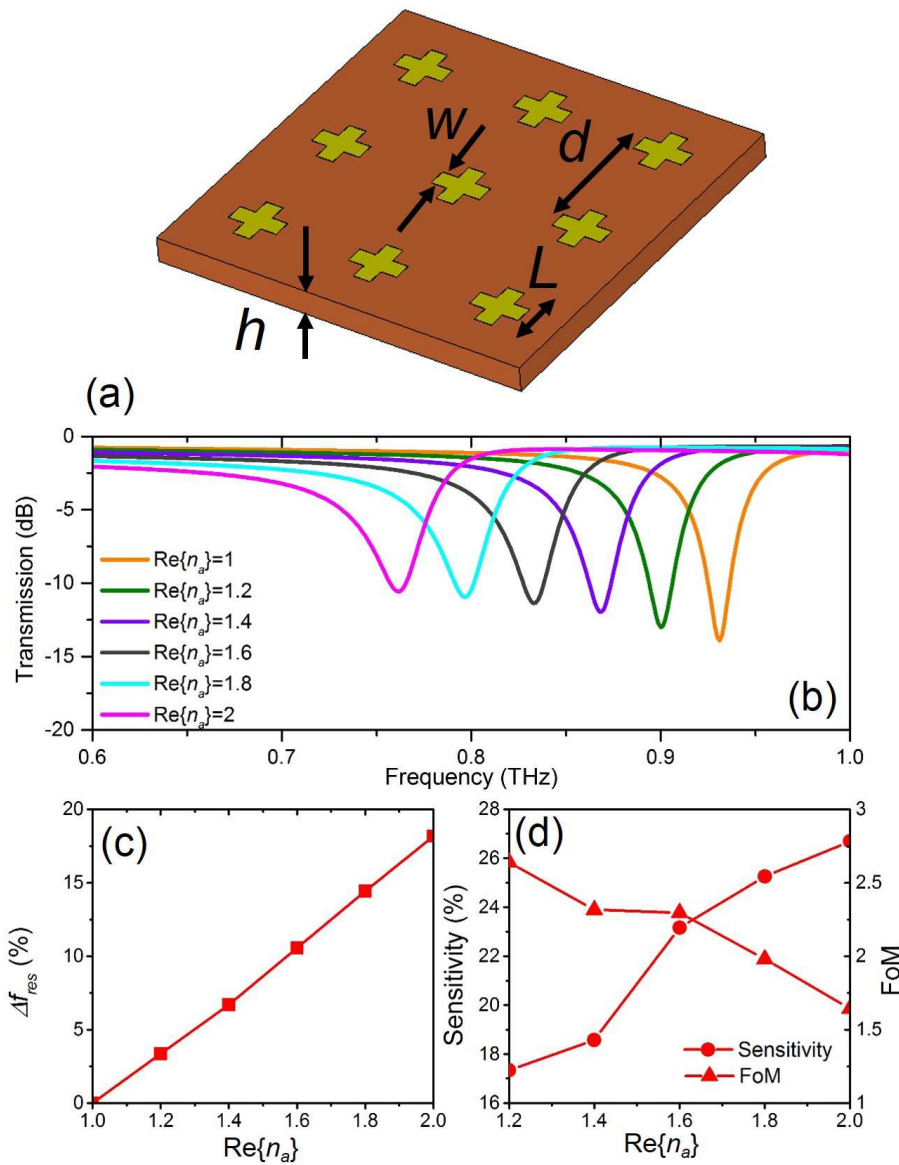 w
d
L
h
(a)
0
-5
-10
-15
-20
Transmission (dB)
Re{nₐ}=1
Re{nₐ}=1.2
Re{nₐ}=1.4
Re{nₐ}=1.6
Re{nₐ}=1.8
Re{nₐ}=2
(b)
0.6 0.7 0.8 0.9 1.0
Frequency (THz)
(c)
20
15
10
5
0
Δf_res (%)
1.0 1.2 1.4 1.6 1.8 2.0
Re{nₐ}
(d)
28
26
24
22
20
18
16
Sensitivity (%)
3
2.5
2
1.5
1
FoM
Sensitivity
FoM
1.2 1.4 1.6 1.8 2.0
Re{nₐ}